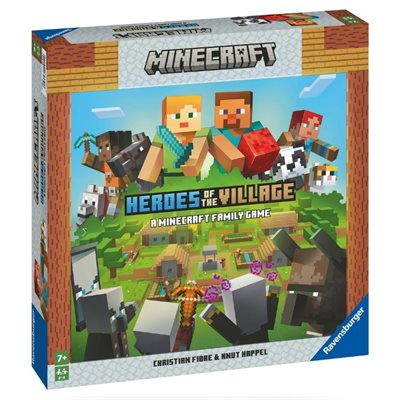 MINECRAFT
HEROES OF THE VILLAGE
A MINECRAFT FAMILY GAME
7+
CHRISTIAN FIORE & KNUT HAPPEL
Ravensburger